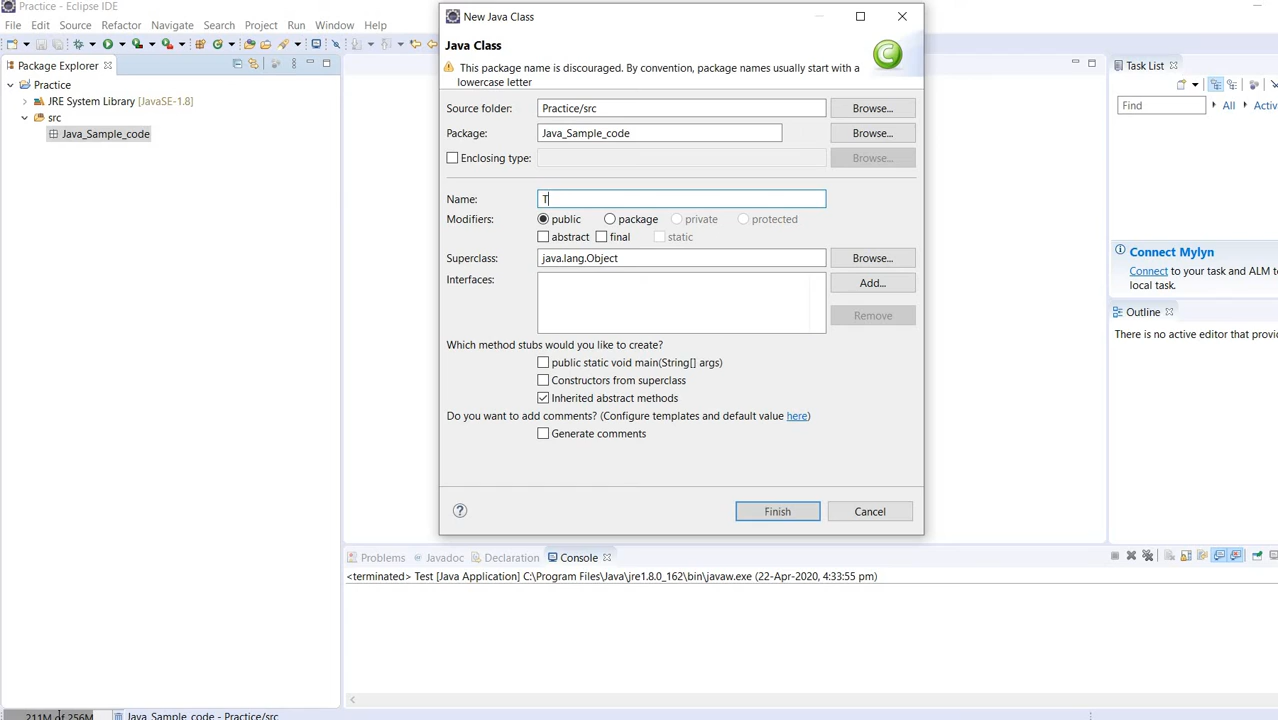 Practice - Eclipse IDE
File Edit Source Refactor Navigate Search Project Run Window Help
Package Explorer
Practice
JRE System Library [JavaSE-1.8]
src
Java_Sample_code
New Java Class
Java Class
This package name is discouraged. By convention, package names usually start with a
lowercase letter
Source folder: Practice/src Browse...
Package: Java_Sample_code Browse...
Enclosing type: Browse...
Name: T
Modifiers: public package private protected
abstract final static
Superclass: java.lang.Object Browse...
Interfaces: Add...
Remove
Which method stubs would you like to create?
public static void main(String[] args)
Constructors from superclass
Inherited abstract methods
Do you want to add comments? (Configure templates and default value here)
Generate comments
Finish Cancel
Task List
Find All Activ
Connect Mylyn
Connect to your task and ALM to
local task.
Outline
There is no active editor that provi
Problems Javadoc Declaration Console
<terminated> Test [Java Application] C:\Program Files\Java\jre1.8.0_162\bin\javaw.exe (22-Apr-2020, 4:33:55 pm)
211M of 256M Java_Sample_code - Practice/src